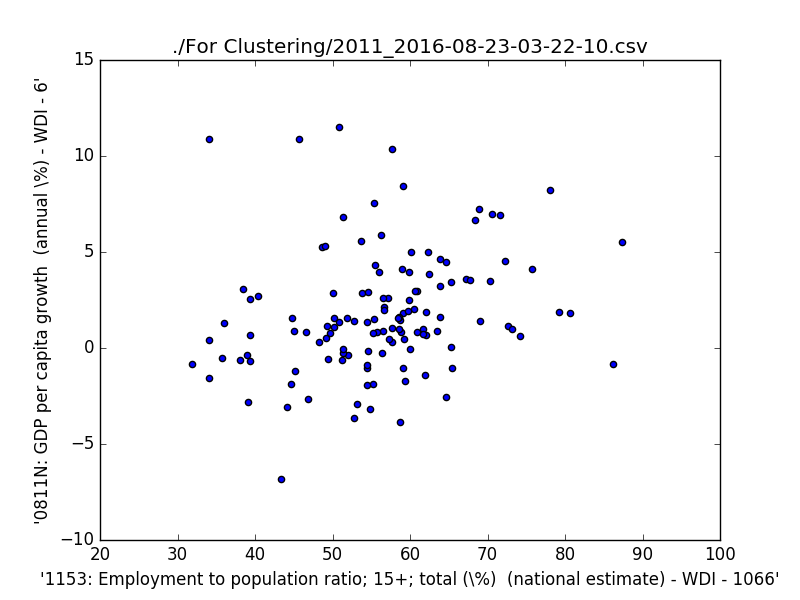 ./For Clustering/2011_2016-08-23-03-22-10.csv
'0811N: GDP per capita growth  (annual \%) - WDI - 6'
15
10
5
0
−5
−10
20 30 40 50 60 70 80 90 100
'1153: Employment to population ratio; 15+; total (\%)  (national estimate) - WDI - 1066'